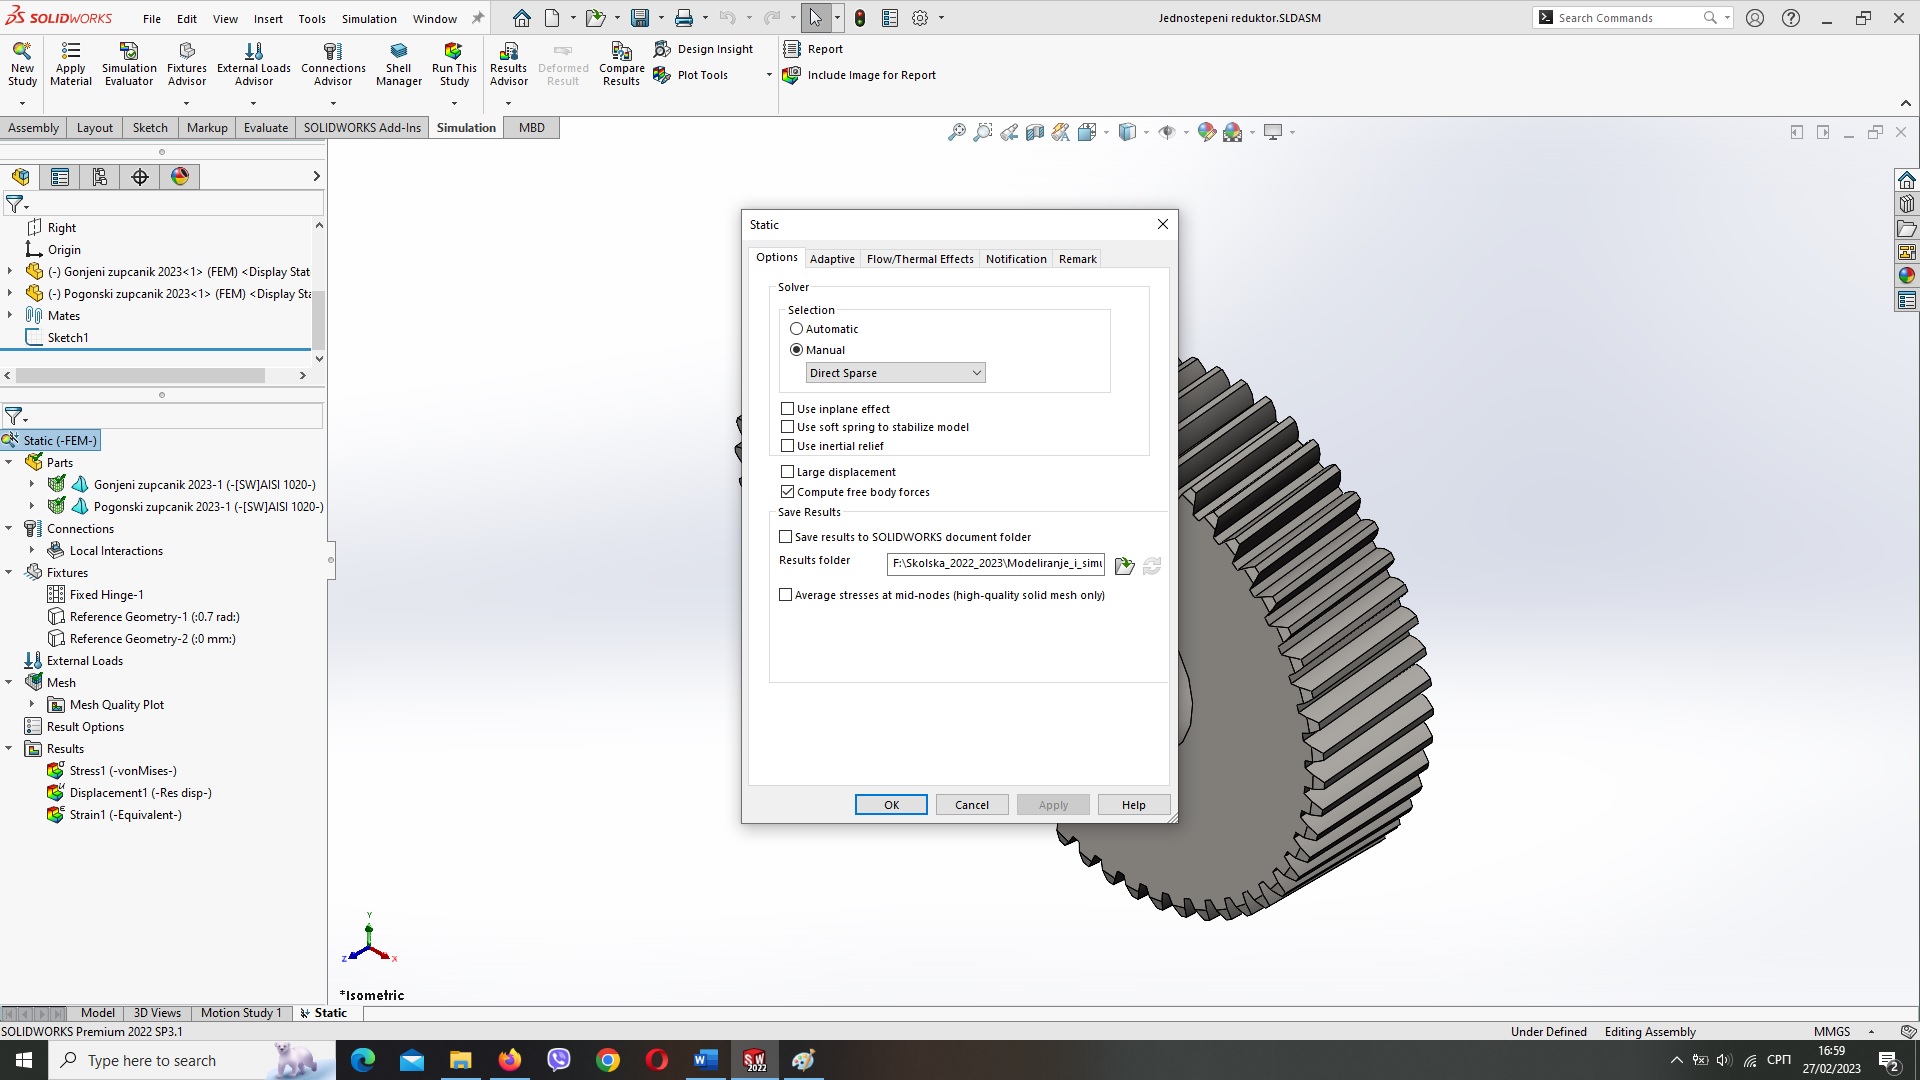 SOLIDWORKS File Edit View Insert Tools Simulation Window Jednostepeni reduktor.SLDASM Search Commands
New Study
Apply Material
Simulation Evaluator
Fixtures Advisor
External Loads Advisor
Connections Advisor
Shell Manager
Run This Study
Results Advisor
Deformed Result
Compare Results
Design Insight
Plot Tools
Report
Include Image for Report
Assembly Layout Sketch Markup Evaluate SOLIDWORKS Add-Ins Simulation MBD
Right
Origin
(-) Gonjeni zupcanik 2023<1> (FEM) <Display Stat
(-) Pogonski zupcanik 2023<1> (FEM) <Display Sta
Mates
Sketch1
Static (-FEM-)
Parts
Gonjeni zupcanik 2023-1 (-[SW]AISI 1020-)
Pogonski zupcanik 2023-1 (-[SW]AISI 1020-)
Connections
Local Interactions
Fixtures
Fixed Hinge-1
Reference Geometry-1 (:0.7 rad:)
Reference Geometry-2 (:0 mm:)
External Loads
Mesh
Mesh Quality Plot
Result Options
Results
Stress1 (-vonMises-)
Displacement1 (-Res disp-)
Strain1 (-Equivalent-)
Static
Options Adaptive Flow/Thermal Effects Notification Remark
Solver
Selection
Automatic
Manual
Direct Sparse
Use inplane effect
Use soft spring to stabilize model
Use inertial relief
Large displacement
Compute free body forces
Save Results
Save results to SOLIDWORKS document folder
Results folder F:\Skolska_2022_2023\Modeliranje_i_simu
Average stresses at mid-nodes (high-quality solid mesh only)
OK Cancel Apply Help
Y
Z X
*Isometric
Model 3D Views Motion Study 1 Static
SOLIDWORKS Premium 2022 SP3.1 Under Defined Editing Assembly MMGS
Type here to search СРП 16:59
27/02/2023 2